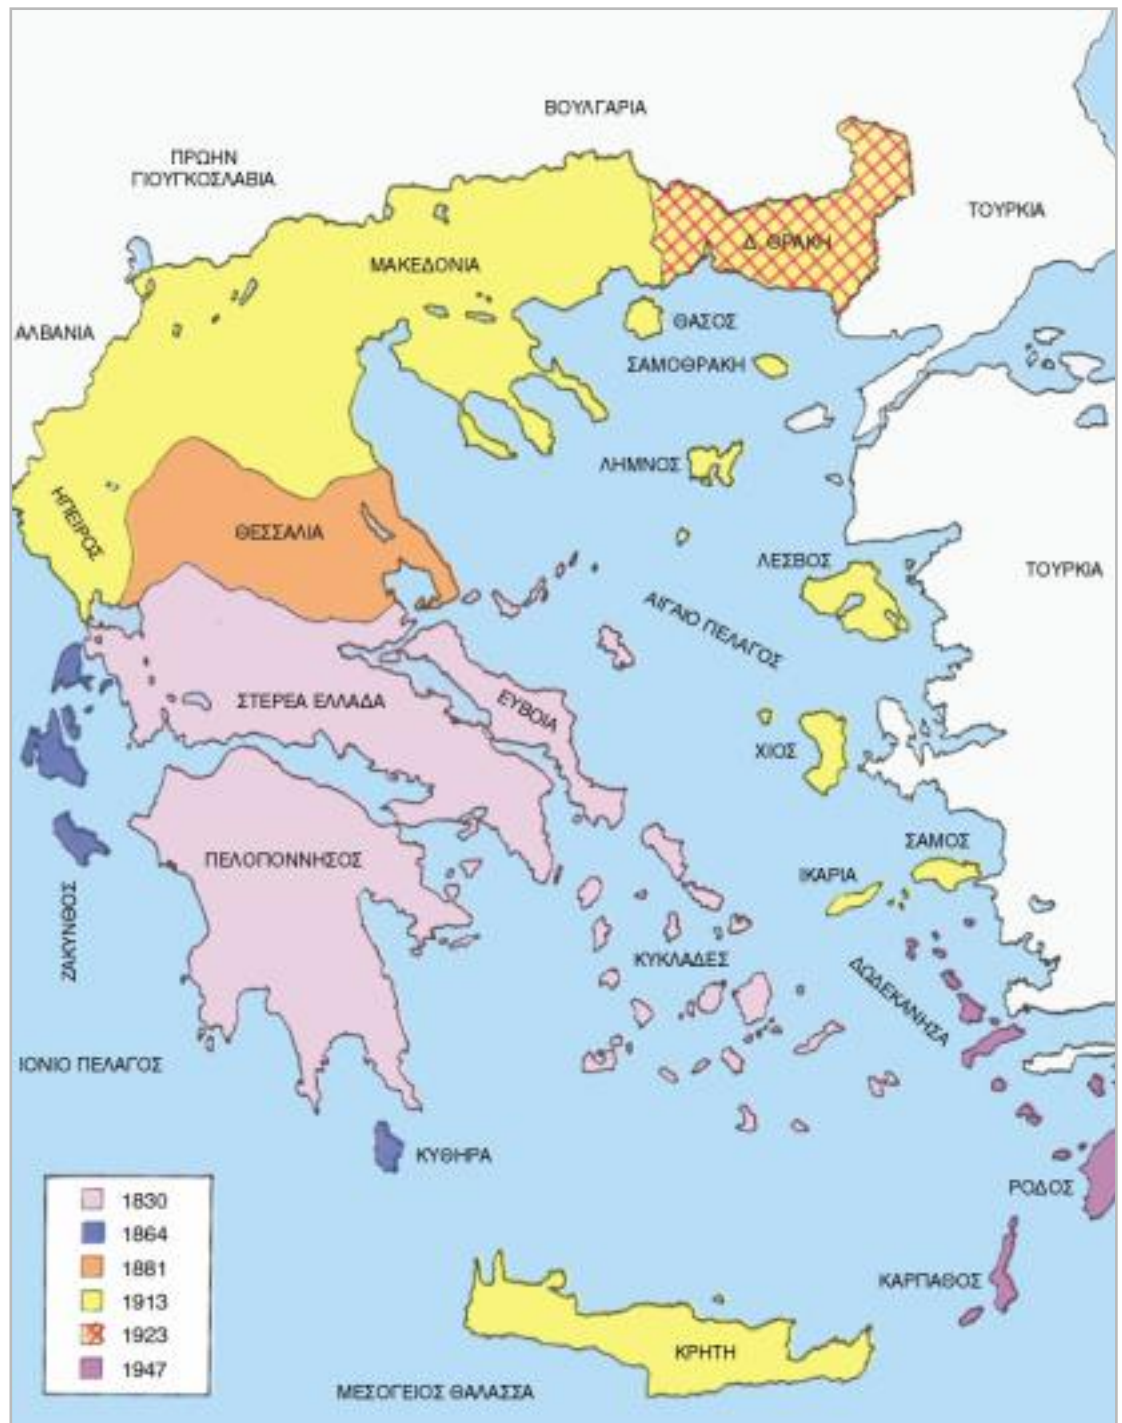 ΒΟΥΛΓΑΡΙΑ
ΠΡΩΗΝ
ΓΙΟΥΓΚΟΣΛΑΒΙΑ
ΤΟΥΡΚΙΑ
Δ. ΘΡΑΚΗ
ΜΑΚΕΔΟΝΙΑ
ΑΛΒΑΝΙΑ
ΘΑΣΟΣ
ΣΑΜΟΘΡΑΚΗ
ΛΗΜΝΟΣ
ΗΠΕΙΡΟΣ
ΘΕΣΣΑΛΙΑ
ΛΕΣΒΟΣ
ΤΟΥΡΚΙΑ
ΑΙΓΑΙΟ ΠΕΛΑΓΟΣ
ΣΤΕΡΕΑ ΕΛΛΑΔΑ
ΕΥΒΟΙΑ
ΧΙΟΣ
ΣΑΜΟΣ
ΠΕΛΟΠΟΝΝΗΣΟΣ
ΙΚΑΡΙΑ
ΖΑΚΥΝΘΟΣ
ΚΥΚΛΑΔΕΣ
ΔΩΔΕΚΑΝΗΣΑ
ΙΟΝΙΟ ΠΕΛΑΓΟΣ
ΚΥΘΗΡΑ
ΡΟΔΟΣ
ΚΑΡΠΑΘΟΣ
ΚΡΗΤΗ
ΜΕΣΟΓΕΙΟΣ ΘΑΛΑΣΣΑ
1830
1864
1881
1913
1923
1947